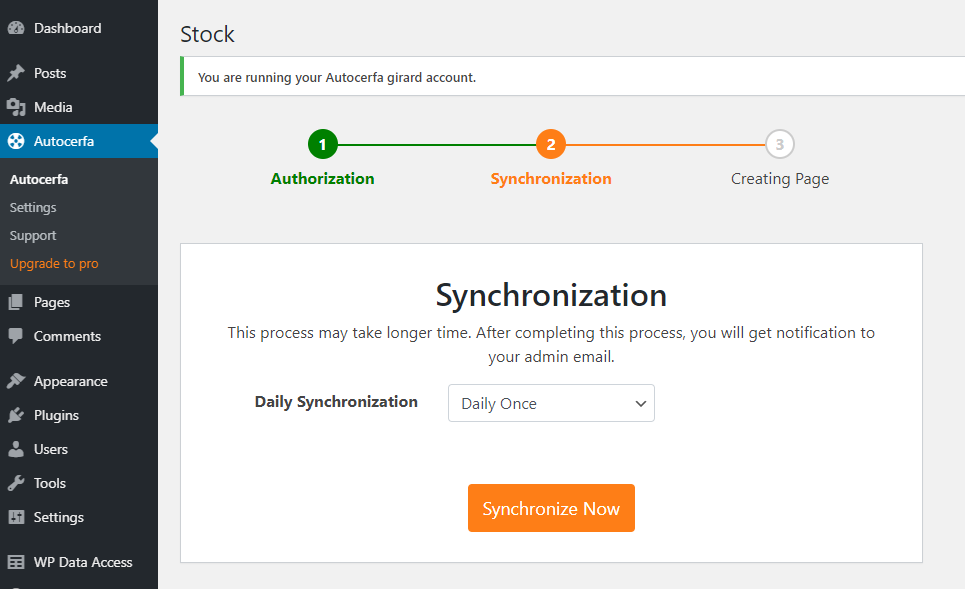 Dashboard
Posts
Media
Autocerfa
Autocerfa
Settings
Support
Upgrade to pro
Pages
Comments
Appearance
Plugins
Users
Tools
Settings
WP Data Access
Stock
You are running your Autocerfa girard account.
1
2
3
Authorization
Synchronization
Creating Page
Synchronization
This process may take longer time. After completing this process, you will get notification to
your admin email.
Daily Synchronization
Daily Once
Synchronize Now